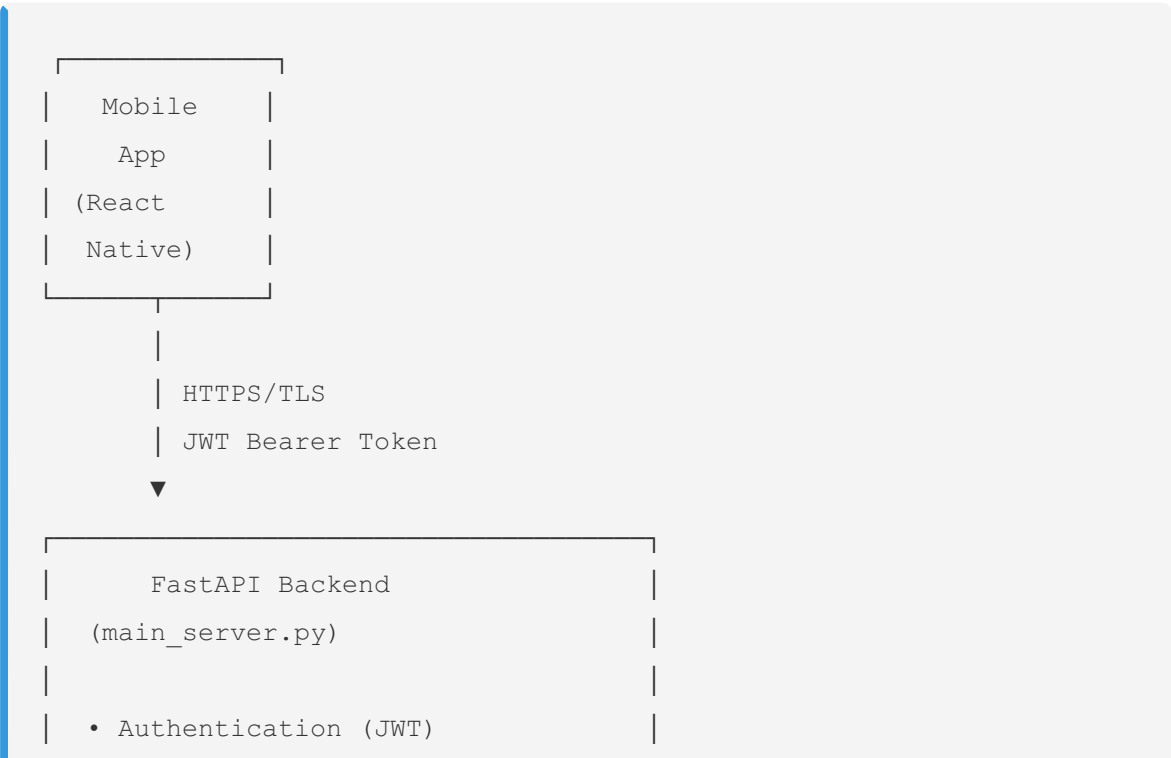 Mobile
App
(React
Native)
HTTPS/TLS
JWT Bearer Token
FastAPI Backend
(main_server.py)
• Authentication (JWT)